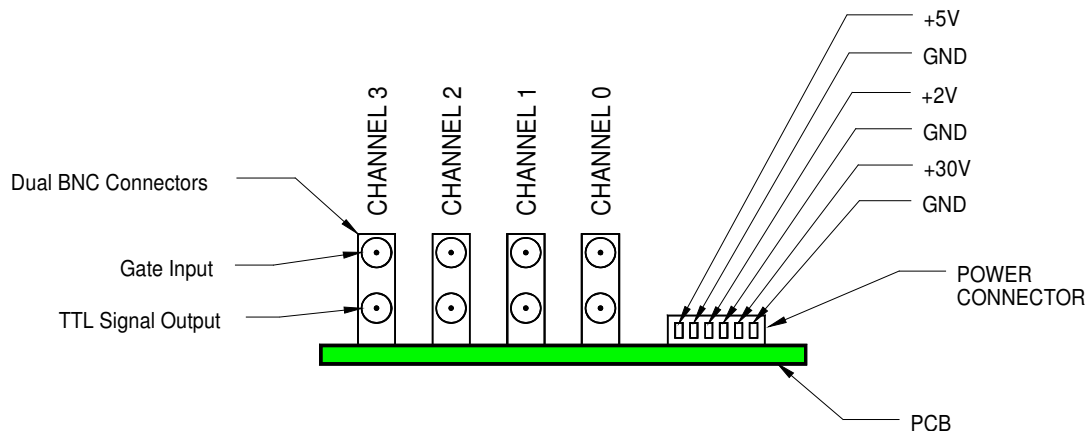 +5V
GND
+2V
GND
+30V
GND
CHANNEL 3
CHANNEL 2
CHANNEL 1
CHANNEL 0
Dual BNC Connectors
Gate Input
TTL Signal Output
POWER
CONNECTOR
PCB